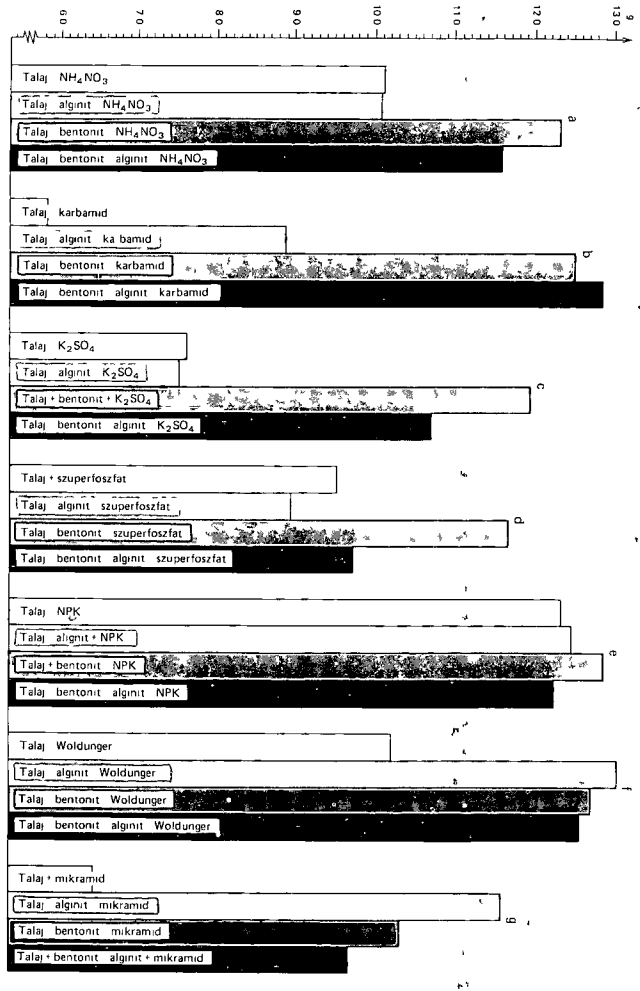 60 70 80 90 100 110 120 130 g
a
Talaj NH₄NO₃
Talaj alginit NH₄NO₃
Talaj bentonit NH₄NO₃
Talaj bentonit alginit NH₄NO₃
b
Talaj karbamid
Talaj alginit ka bamid
Talaj bentonit karbamid
Talaj bentonit alginit karbamid
c
Talaj K₂SO₄
Talaj alginit K₂SO₄
Talaj+bentonit+K₂SO₄
Talaj bentonit alginit K₂SO₄
d
Talaj+szuperfoszfat
Talaj alginit szuperfoszfat
Talaj bentonit szuperfoszfat
Talaj bentonit alginit szuperfoszfat
e
Talaj NPK
Talaj alignit+NPK
Talaj+bentonit NPK
Talaj bentonit alginit NPK
f
Talaj Woldunger
Talaj alginit Woldunger
Talaj bentonit Woldunger
Talaj bentonit alginit Woldunger
g
Talaj+mikramid
Talaj alginit mikramid
Talaj bentonit mikramid
Talaj+bentonit alginit+mikramid